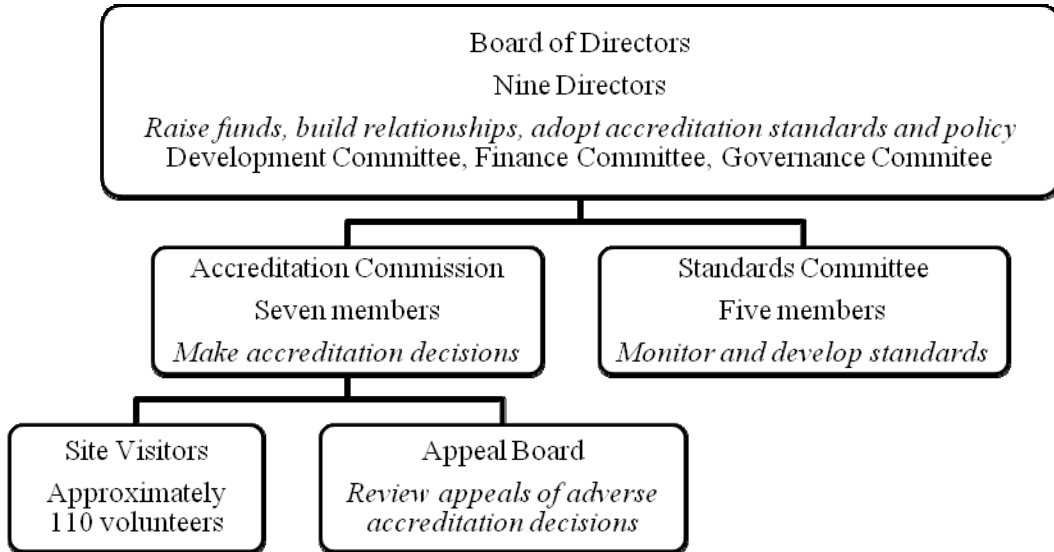 Board of Directors
Nine Directors
Raise funds, build relationships, adopt accreditation standards and policy
Development Committee, Finance Committee, Governance Commitee
Accreditation Commission
Seven members
Make accreditation decisions
Standards Committee
Five members
Monitor and develop standards
Site Visitors
Approximately
110 volunteers
Appeal Board
Review appeals of adverse
accreditation decisions